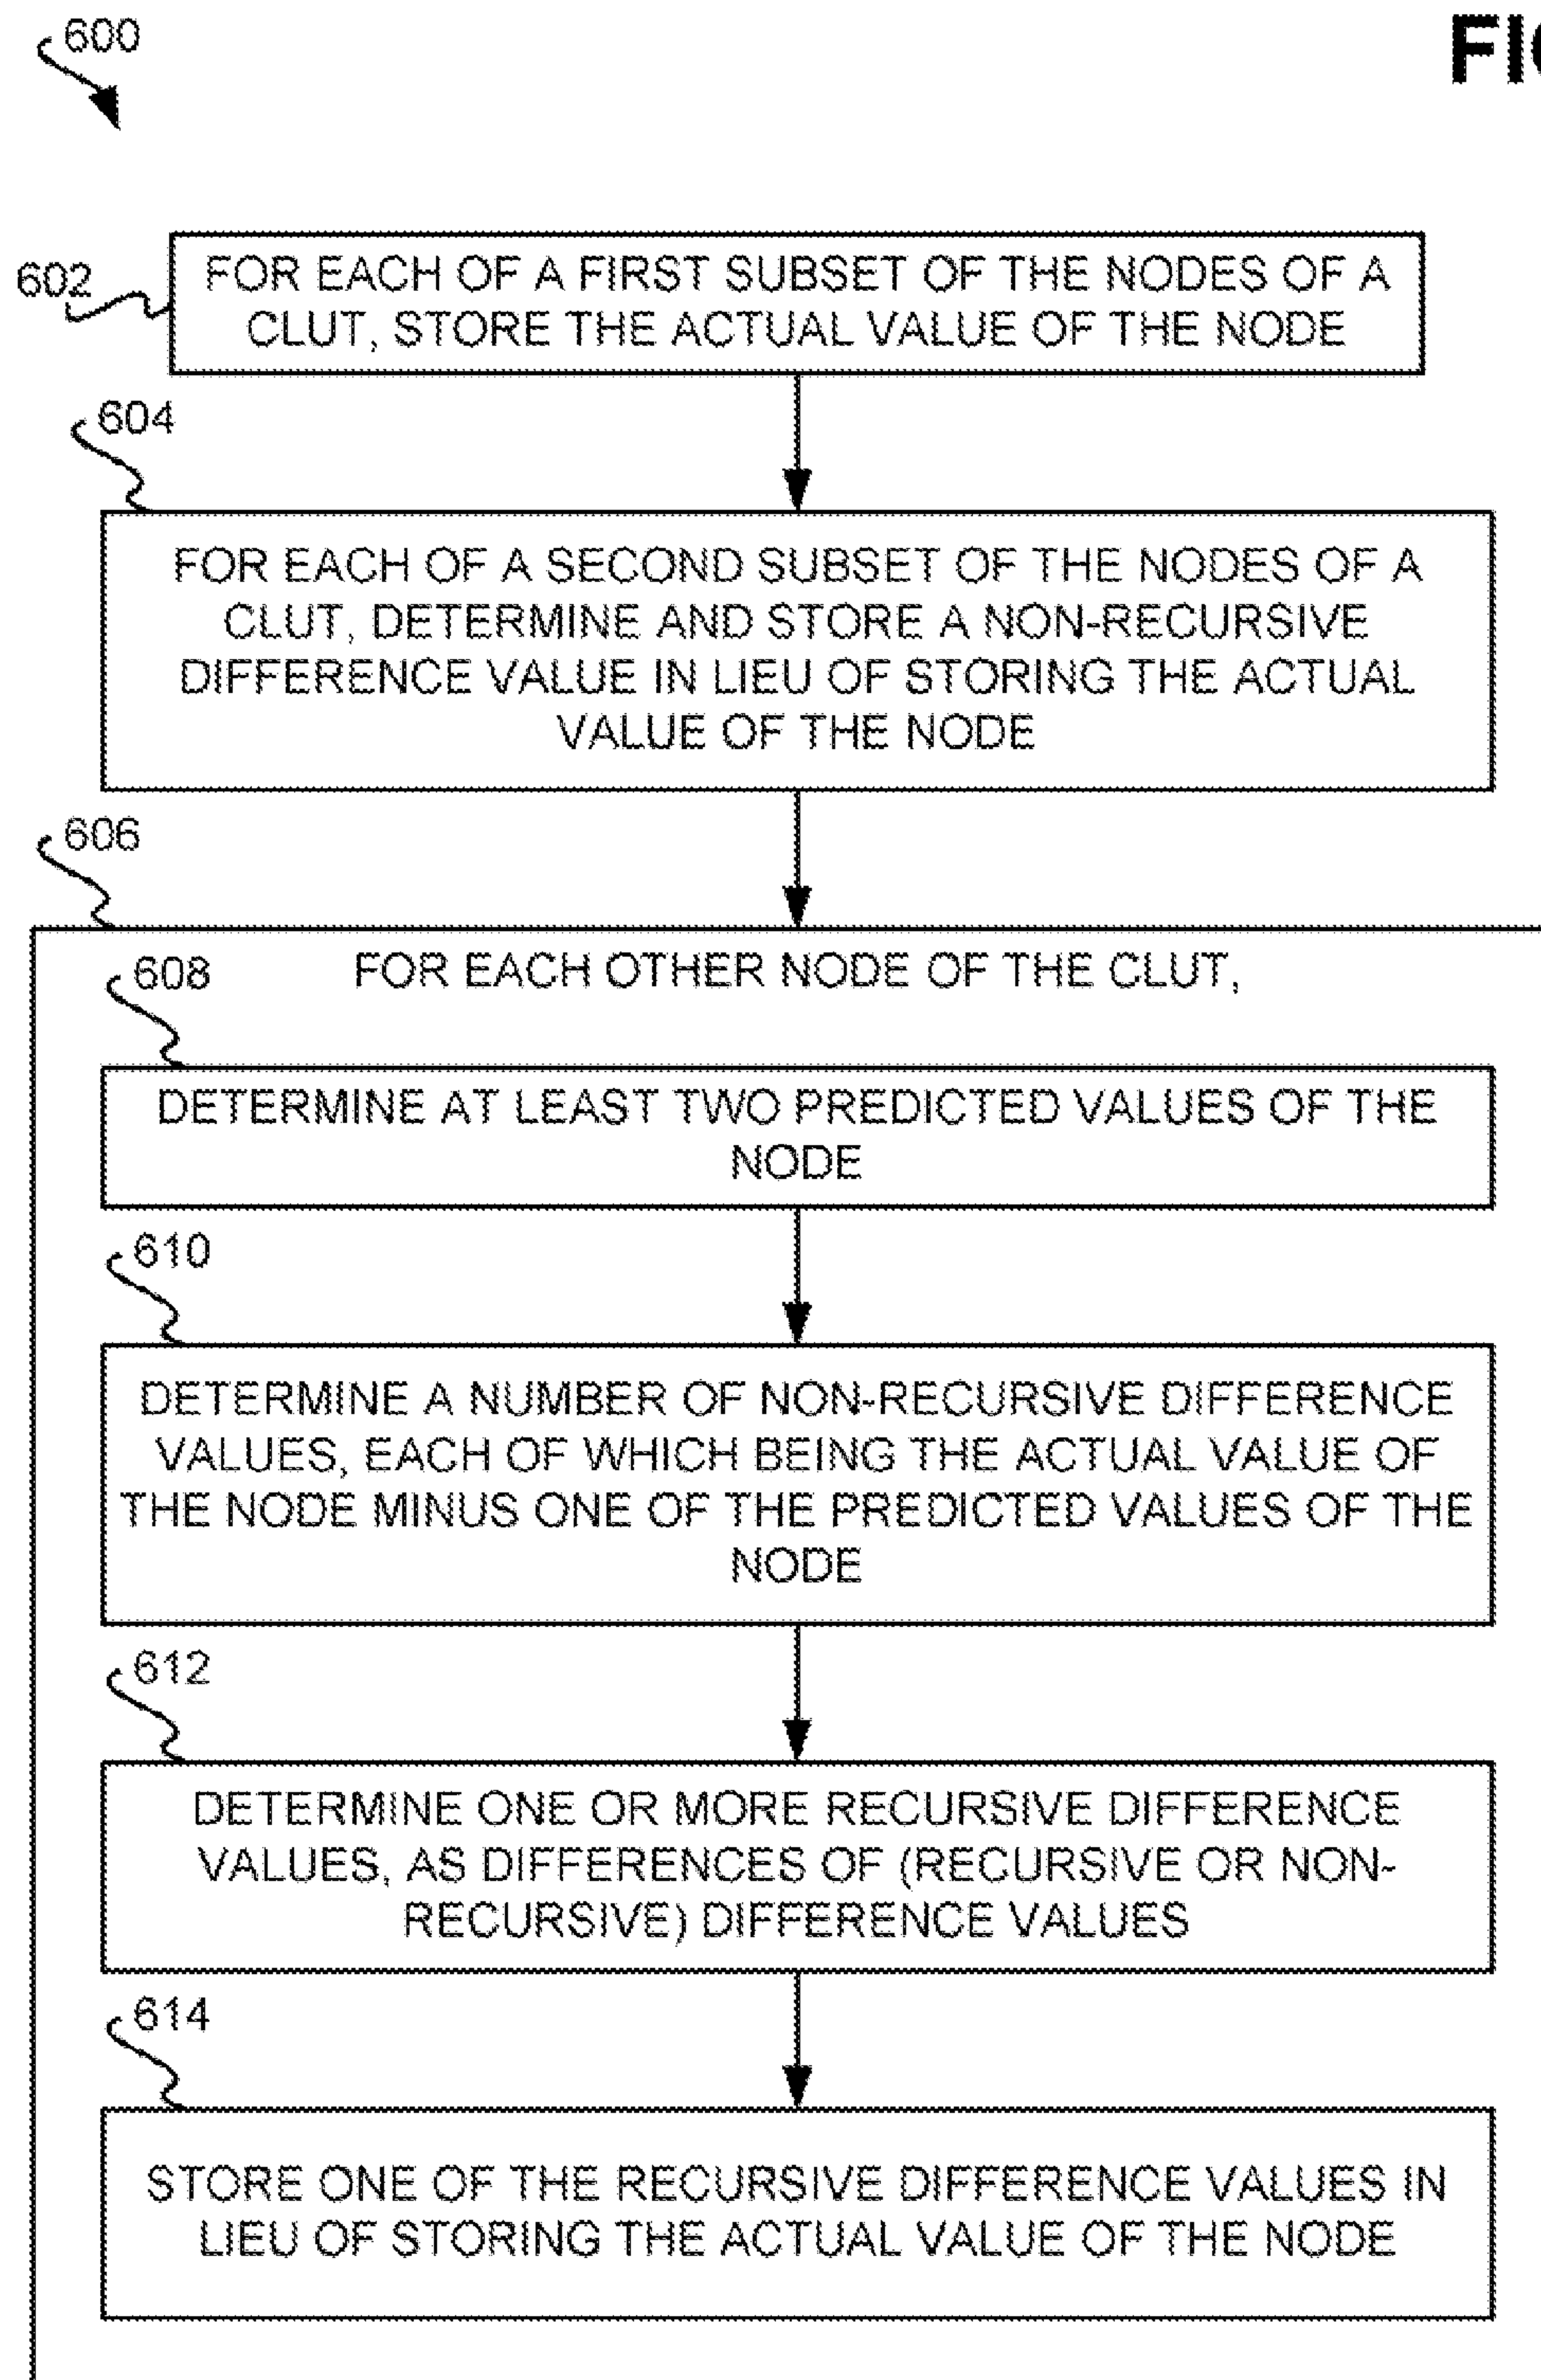 600
FI
602
FOR EACH OF A FIRST SUBSET OF THE NODES OF A
CLUT, STORE THE ACTUAL VALUE OF THE NODE
604
FOR EACH OF A SECOND SUBSET OF THE NODES OF A
CLUT, DETERMINE AND STORE A NON-RECURSIVE
DIFFERENCE VALUE IN LIEU OF STORING THE ACTUAL
VALUE OF THE NODE
606
608
FOR EACH OTHER NODE OF THE CLUT,
DETERMINE AT LEAST TWO PREDICTED VALUES OF THE
NODE
610
DETERMINE A NUMBER OF NON-RECURSIVE DIFFERENCE
VALUES, EACH OF WHICH BEING THE ACTUAL VALUE OF
THE NODE MINUS ONE OF THE PREDICTED VALUES OF THE
NODE
612
DETERMINE ONE OR MORE RECURSIVE DIFFERENCE
VALUES, AS DIFFERENCES OF (RECURSIVE OR NON-
RECURSIVE) DIFFERENCE VALUES
614
STORE ONE OF THE RECURSIVE DIFFERENCE VALUES IN
LIEU OF STORING THE ACTUAL VALUE OF THE NODE